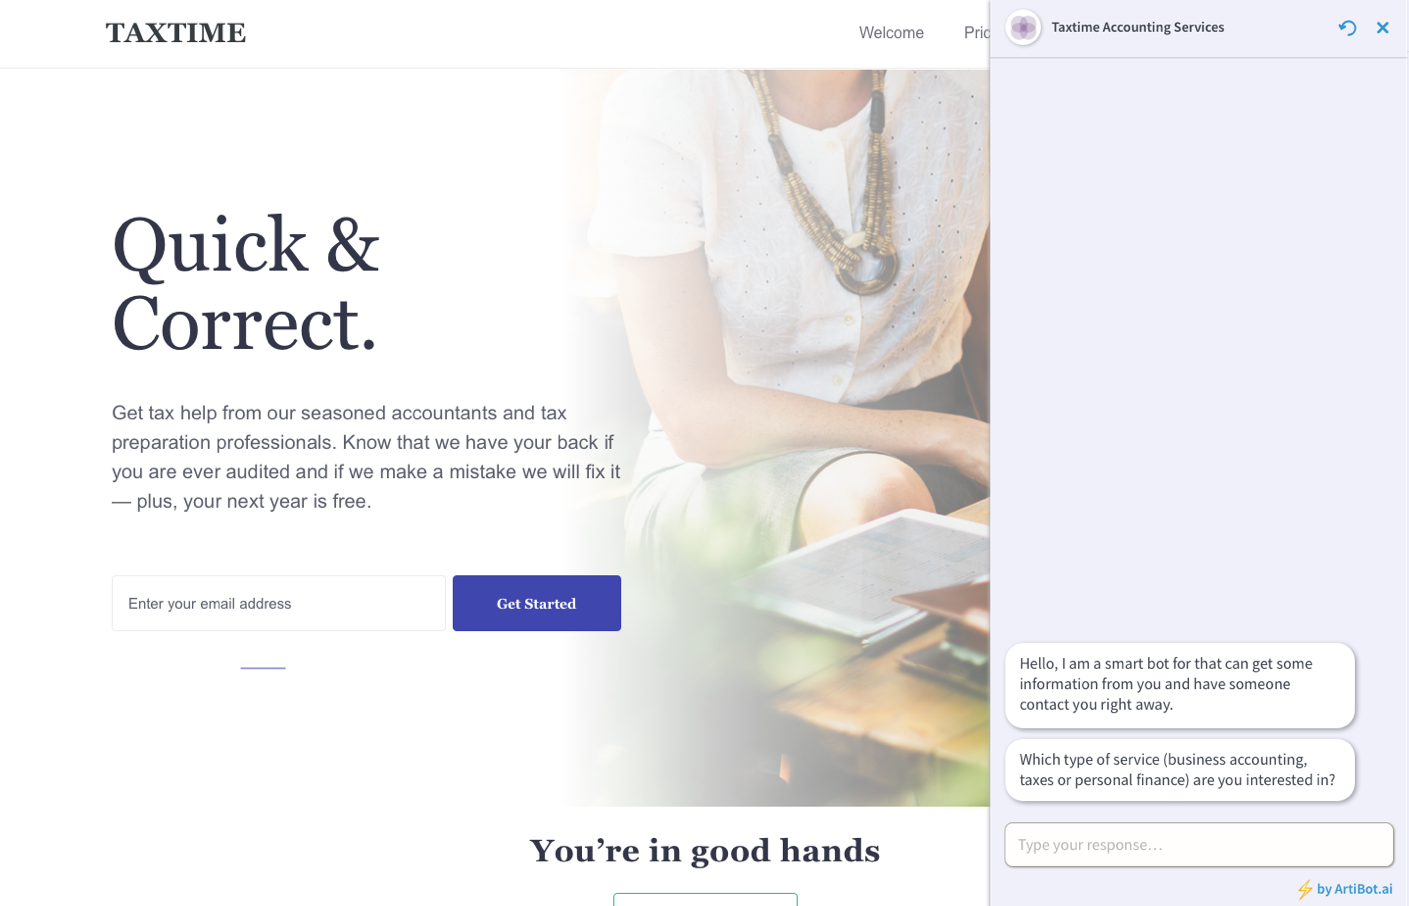 TAXTIME
Welcome
Quick &
Correct.
Get tax help from our seasoned accountants and tax
preparation professionals. Know that we have your back if
you are ever audited and if we make a mistake we will fix it
— plus, your next year is free.
Enter your email address
Get Started
You’re in good hands
Taxtime Accounting Services
Hello, I am a smart bot for that can get some
information from you and have someone
contact you right away.
Which type of service (business accounting,
taxes or personal finance) are you interested in?
Type your response...
by ArtiBot.ai